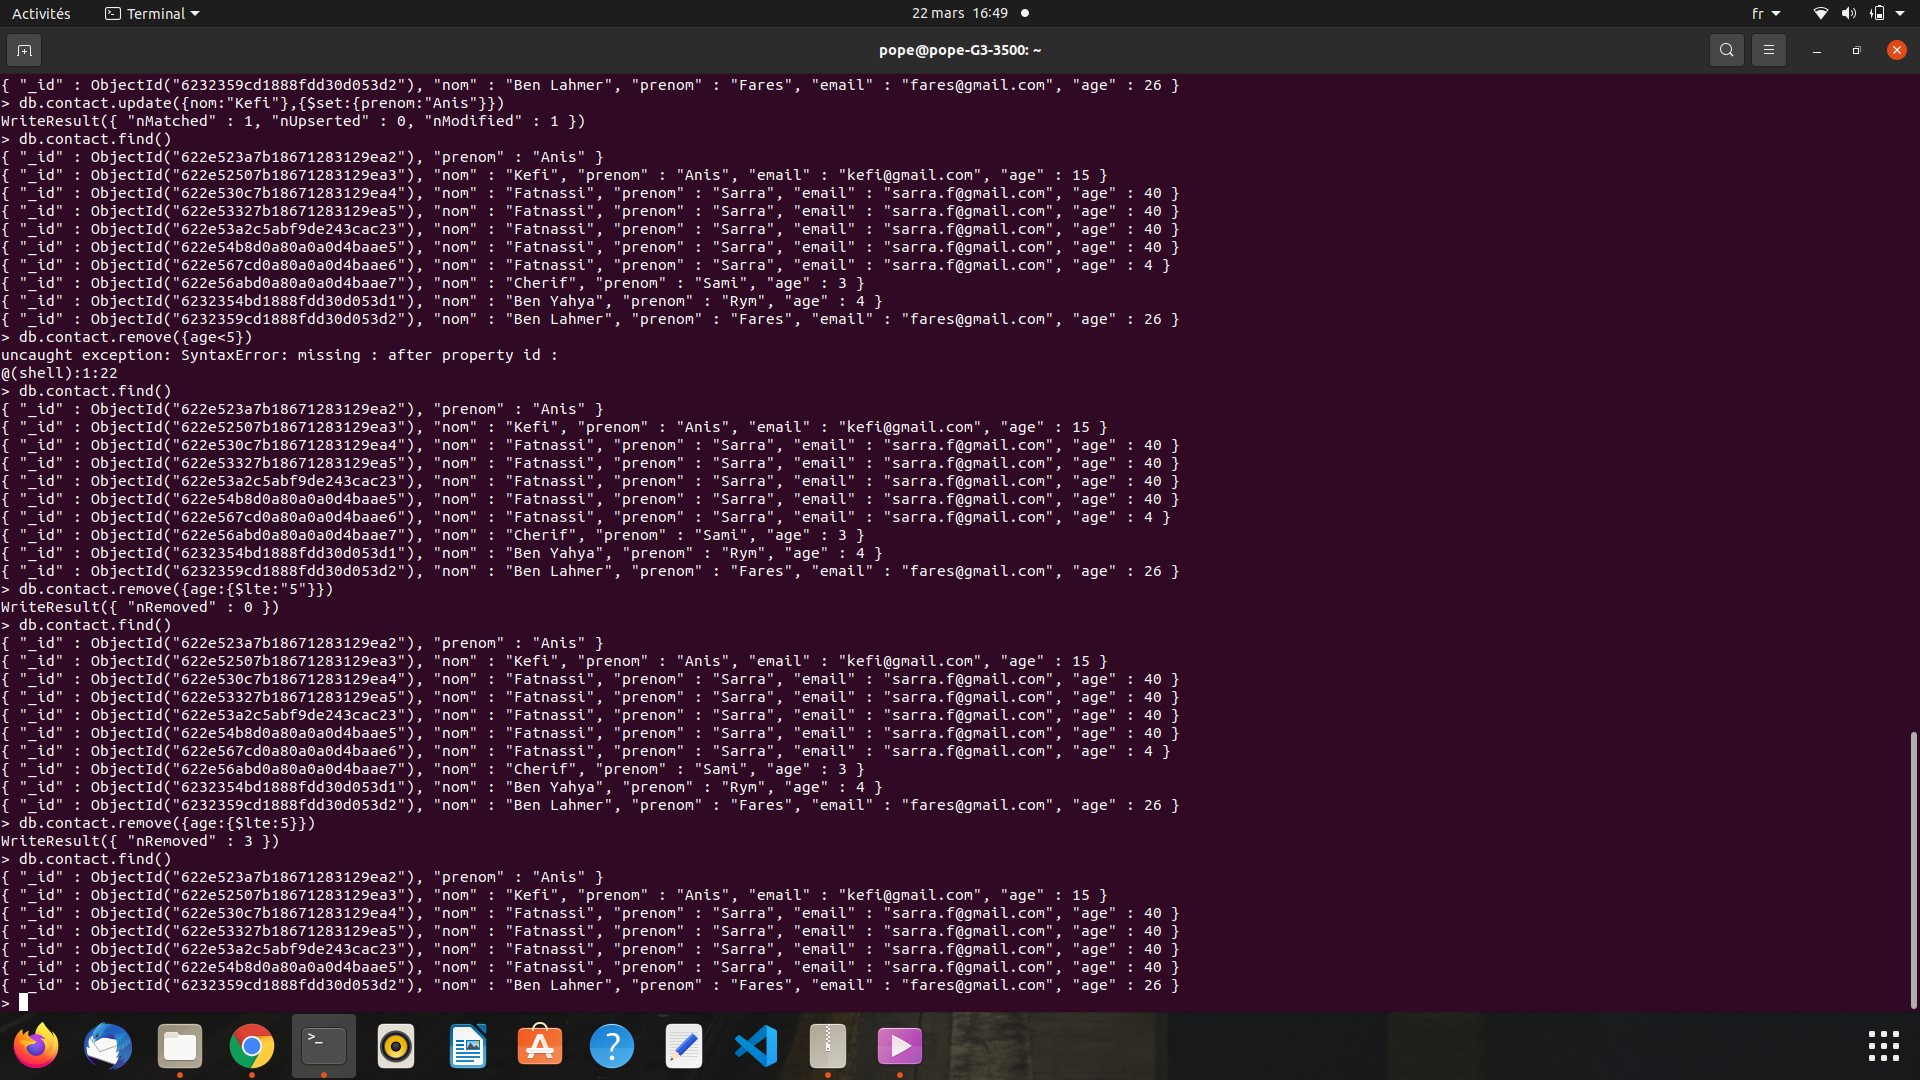 Activités
Terminal
22 mars 16:49
fr
pope@pope-G3-3500: ~
{ "_id" : ObjectId("6232359cd1888fdd30d053d2"), "nom" : "Ben Lahmer", "prenom" : "Fares", "email" : "fares@gmail.com", "age" : 26 }
> db.contact.update({nom:"Kefi"},{$set:{prenom:"Anis"}})
WriteResult({ "nMatched" : 1, "nUpserted" : 0, "nModified" : 1 })
> db.contact.find()
{ "_id" : ObjectId("622e523a7b18671283129ea2"), "prenom" : "Anis" }
{ "_id" : ObjectId("622e52507b18671283129ea3"), "nom" : "Kefi", "prenom" : "Anis", "email" : "kefi@gmail.com", "age" : 15 }
{ "_id" : ObjectId("622e530c7b18671283129ea4"), "nom" : "Fatnassi", "prenom" : "Sarra", "email" : "sarra.f@gmail.com", "age" : 40 }
{ "_id" : ObjectId("622e53327b18671283129ea5"), "nom" : "Fatnassi", "prenom" : "Sarra", "email" : "sarra.f@gmail.com", "age" : 40 }
{ "_id" : ObjectId("622e53a2c5abf9de243cac23"), "nom" : "Fatnassi", "prenom" : "Sarra", "email" : "sarra.f@gmail.com", "age" : 40 }
{ "_id" : ObjectId("622e54b8d0a80a0a0d4baae5"), "nom" : "Fatnassi", "prenom" : "Sarra", "email" : "sarra.f@gmail.com", "age" : 40 }
{ "_id" : ObjectId("622e567cd0a80a0a0d4baae6"), "nom" : "Fatnassi", "prenom" : "Sarra", "email" : "sarra.f@gmail.com", "age" : 4 }
{ "_id" : ObjectId("622e56abd0a80a0a0d4baae7"), "nom" : "Cherif", "prenom" : "Sami", "age" : 3 }
{ "_id" : ObjectId("6232354bd1888fdd30d053d1"), "nom" : "Ben Yahya", "prenom" : "Rym", "age" : 4 }
{ "_id" : ObjectId("6232359cd1888fdd30d053d2"), "nom" : "Ben Lahmer", "prenom" : "Fares", "email" : "fares@gmail.com", "age" : 26 }
> db.contact.remove({age<5})
uncaught exception: SyntaxError: missing : after property id :
@(shell):1:22
> db.contact.find()
{ "_id" : ObjectId("622e523a7b18671283129ea2"), "prenom" : "Anis" }
{ "_id" : ObjectId("622e52507b18671283129ea3"), "nom" : "Kefi", "prenom" : "Anis", "email" : "kefi@gmail.com", "age" : 15 }
{ "_id" : ObjectId("622e530c7b18671283129ea4"), "nom" : "Fatnassi", "prenom" : "Sarra", "email" : "sarra.f@gmail.com", "age" : 40 }
{ "_id" : ObjectId("622e53327b18671283129ea5"), "nom" : "Fatnassi", "prenom" : "Sarra", "email" : "sarra.f@gmail.com", "age" : 40 }
{ "_id" : ObjectId("622e53a2c5abf9de243cac23"), "nom" : "Fatnassi", "prenom" : "Sarra", "email" : "sarra.f@gmail.com", "age" : 40 }
{ "_id" : ObjectId("622e54b8d0a80a0a0d4baae5"), "nom" : "Fatnassi", "prenom" : "Sarra", "email" : "sarra.f@gmail.com", "age" : 40 }
{ "_id" : ObjectId("622e567cd0a80a0a0d4baae6"), "nom" : "Fatnassi", "prenom" : "Sarra", "email" : "sarra.f@gmail.com", "age" : 4 }
{ "_id" : ObjectId("622e56abd0a80a0a0d4baae7"), "nom" : "Cherif", "prenom" : "Sami", "age" : 3 }
{ "_id" : ObjectId("6232354bd1888fdd30d053d1"), "nom" : "Ben Yahya", "prenom" : "Rym", "age" : 4 }
{ "_id" : ObjectId("6232359cd1888fdd30d053d2"), "nom" : "Ben Lahmer", "prenom" : "Fares", "email" : "fares@gmail.com", "age" : 26 }
> db.contact.remove({age:{$lte:"5"}})
WriteResult({ "nRemoved" : 0 })
> db.contact.find()
{ "_id" : ObjectId("622e523a7b18671283129ea2"), "prenom" : "Anis" }
{ "_id" : ObjectId("622e52507b18671283129ea3"), "nom" : "Kefi", "prenom" : "Anis", "email" : "kefi@gmail.com", "age" : 15 }
{ "_id" : ObjectId("622e530c7b18671283129ea4"), "nom" : "Fatnassi", "prenom" : "Sarra", "email" : "sarra.f@gmail.com", "age" : 40 }
{ "_id" : ObjectId("622e53327b18671283129ea5"), "nom" : "Fatnassi", "prenom" : "Sarra", "email" : "sarra.f@gmail.com", "age" : 40 }
{ "_id" : ObjectId("622e53a2c5abf9de243cac23"), "nom" : "Fatnassi", "prenom" : "Sarra", "email" : "sarra.f@gmail.com", "age" : 40 }
{ "_id" : ObjectId("622e54b8d0a80a0a0d4baae5"), "nom" : "Fatnassi", "prenom" : "Sarra", "email" : "sarra.f@gmail.com", "age" : 40 }
{ "_id" : ObjectId("622e567cd0a80a0a0d4baae6"), "nom" : "Fatnassi", "prenom" : "Sarra", "email" : "sarra.f@gmail.com", "age" : 4 }
{ "_id" : ObjectId("622e56abd0a80a0a0d4baae7"), "nom" : "Cherif", "prenom" : "Sami", "age" : 3 }
{ "_id" : ObjectId("6232354bd1888fdd30d053d1"), "nom" : "Ben Yahya", "prenom" : "Rym", "age" : 4 }
{ "_id" : ObjectId("6232359cd1888fdd30d053d2"), "nom" : "Ben Lahmer", "prenom" : "Fares", "email" : "fares@gmail.com", "age" : 26 }
> db.contact.remove({age:{$lte:5}})
WriteResult({ "nRemoved" : 3 })
> db.contact.find()
{ "_id" : ObjectId("622e523a7b18671283129ea2"), "prenom" : "Anis" }
{ "_id" : ObjectId("622e52507b18671283129ea3"), "nom" : "Kefi", "prenom" : "Anis", "email" : "kefi@gmail.com", "age" : 15 }
{ "_id" : ObjectId("622e530c7b18671283129ea4"), "nom" : "Fatnassi", "prenom" : "Sarra", "email" : "sarra.f@gmail.com", "age" : 40 }
{ "_id" : ObjectId("622e53327b18671283129ea5"), "nom" : "Fatnassi", "prenom" : "Sarra", "email" : "sarra.f@gmail.com", "age" : 40 }
{ "_id" : ObjectId("622e53a2c5abf9de243cac23"), "nom" : "Fatnassi", "prenom" : "Sarra", "email" : "sarra.f@gmail.com", "age" : 40 }
{ "_id" : ObjectId("622e54b8d0a80a0a0d4baae5"), "nom" : "Fatnassi", "prenom" : "Sarra", "email" : "sarra.f@gmail.com", "age" : 40 }
{ "_id" : ObjectId("6232359cd1888fdd30d053d2"), "nom" : "Ben Lahmer", "prenom" : "Fares", "email" : "fares@gmail.com", "age" : 26 }
>